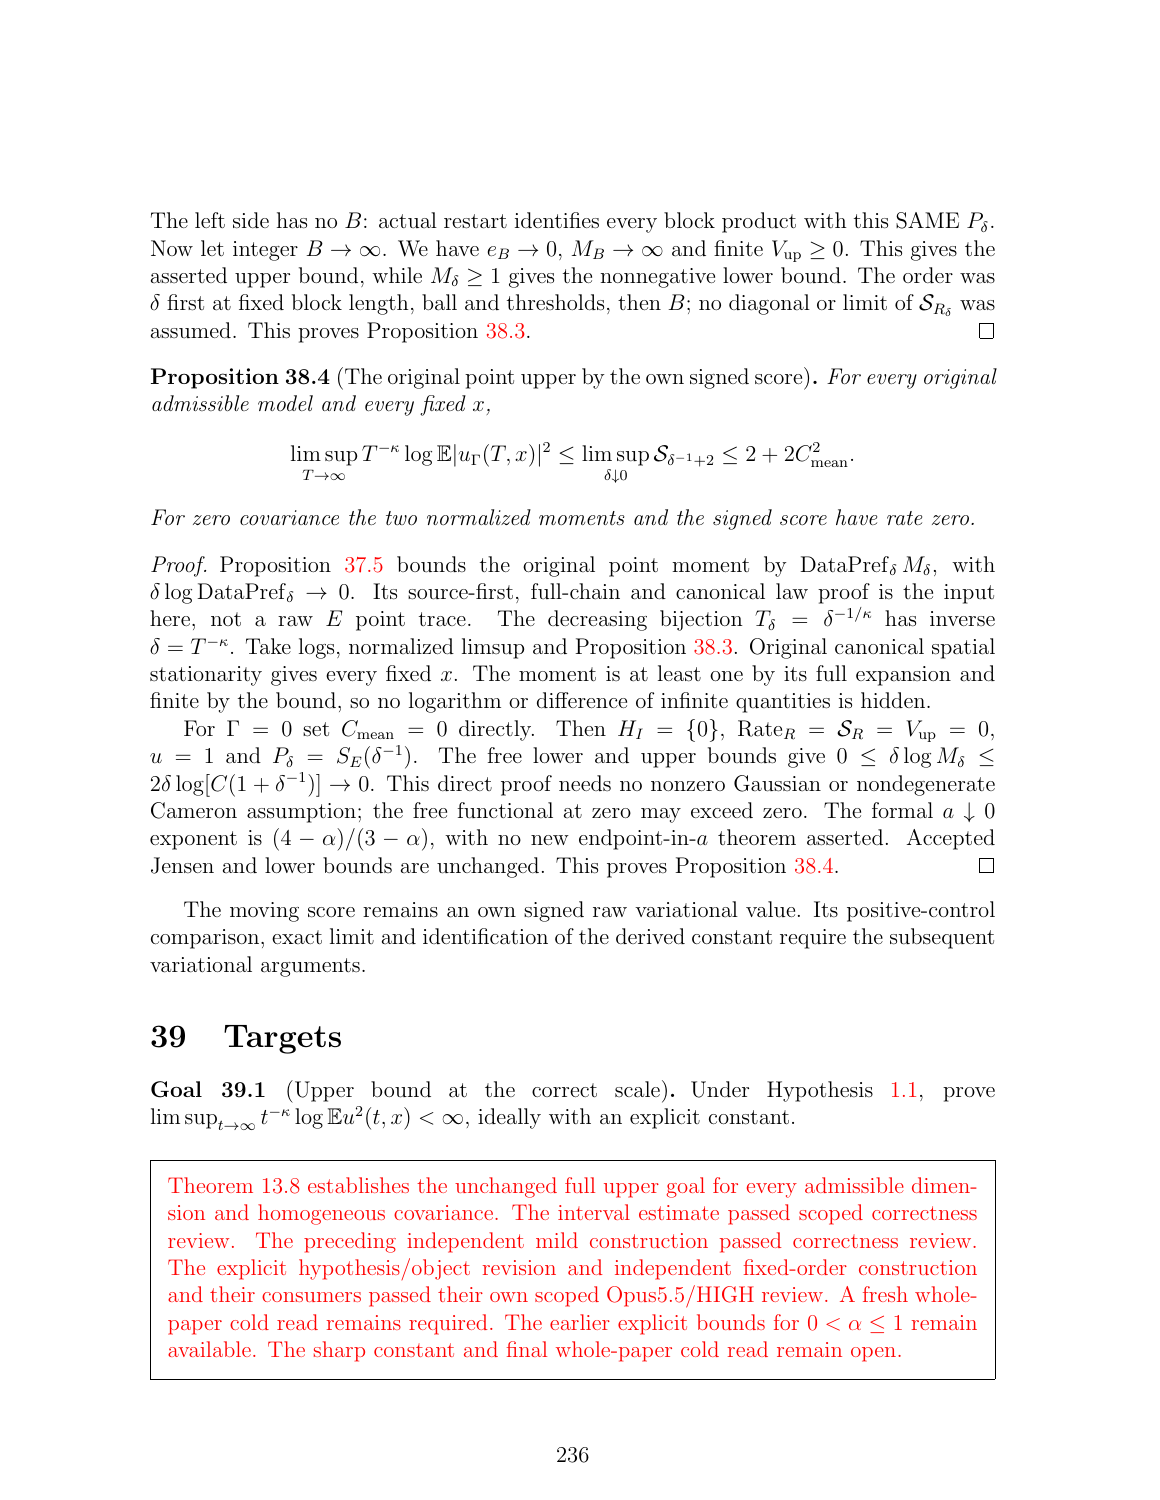 The left side has no B: actual restart identifies every block product with this SAME P_δ.
Now let integer B → ∞. We have e_B → 0, M_B → ∞ and finite V_up ≥ 0. This gives the
asserted upper bound, while M_δ ≥ 1 gives the nonnegative lower bound. The order was
δ first at fixed block length, ball and thresholds, then B; no diagonal or limit of 𝒮_{R_δ} was
assumed. This proves Proposition 38.3. □
Proposition 38.4 (The original point upper by the own signed score). For every original
admissible model and every fixed x,
lim sup_{T→∞} T^{−κ} log 𝔼|u_Γ(T, x)|² ≤ lim sup_{δ↓0} 𝒮_{δ^{−1}+2} ≤ 2 + 2C²_mean.
For zero covariance the two normalized moments and the signed score have rate zero.
Proof. Proposition 37.5 bounds the original point moment by DataPref_δ M_δ, with
δ log DataPref_δ → 0. Its source-first, full-chain and canonical law proof is the input
here, not a raw E point trace. The decreasing bijection T_δ = δ^{−1/κ} has inverse
δ = T^{−κ}. Take logs, normalized limsup and Proposition 38.3. Original canonical spatial
stationarity gives every fixed x. The moment is at least one by its full expansion and
finite by the bound, so no logarithm or difference of infinite quantities is hidden.
For Γ = 0 set C_mean = 0 directly. Then H_I = {0}, Rate_R = 𝒮_R = V_up = 0,
u = 1 and P_δ = S_E(δ^{−1}). The free lower and upper bounds give 0 ≤ δ log M_δ ≤
2δ log[C(1 + δ^{−1})] → 0. This direct proof needs no nonzero Gaussian or nondegenerate
Cameron assumption; the free functional at zero may exceed zero. The formal a ↓ 0
exponent is (4 − α)/(3 − α), with no new endpoint-in-a theorem asserted. Accepted
Jensen and lower bounds are unchanged. This proves Proposition 38.4. □
The moving score remains an own signed raw variational value. Its positive-control
comparison, exact limit and identification of the derived constant require the subsequent
variational arguments.
39 Targets
Goal 39.1 (Upper bound at the correct scale). Under Hypothesis 1.1, prove
lim sup_{t→∞} t^{−κ} log 𝔼u²(t, x) < ∞, ideally with an explicit constant.
Theorem 13.8 establishes the unchanged full upper goal for every admissible dimen-
sion and homogeneous covariance. The interval estimate passed scoped correctness
review. The preceding independent mild construction passed correctness review.
The explicit hypothesis/object revision and independent fixed-order construction
and their consumers passed their own scoped Opus5.5/HIGH review. A fresh whole-
paper cold read remains required. The earlier explicit bounds for 0 < α ≤ 1 remain
available. The sharp constant and final whole-paper cold read remain open.
236